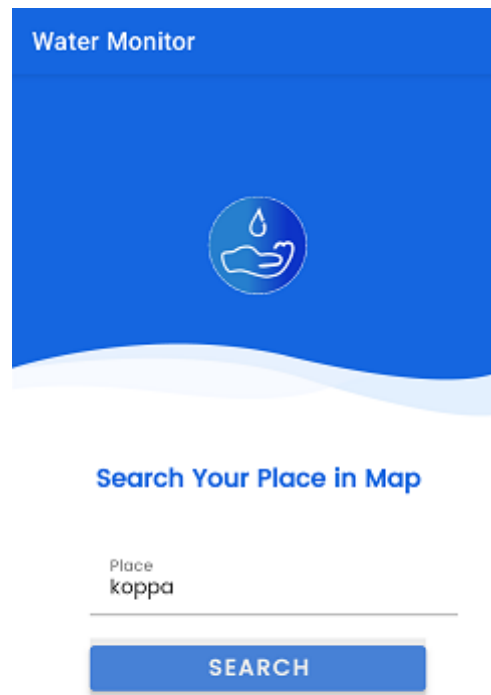 Water Monitor
Search Your Place in Map
Place
koppa
SEARCH